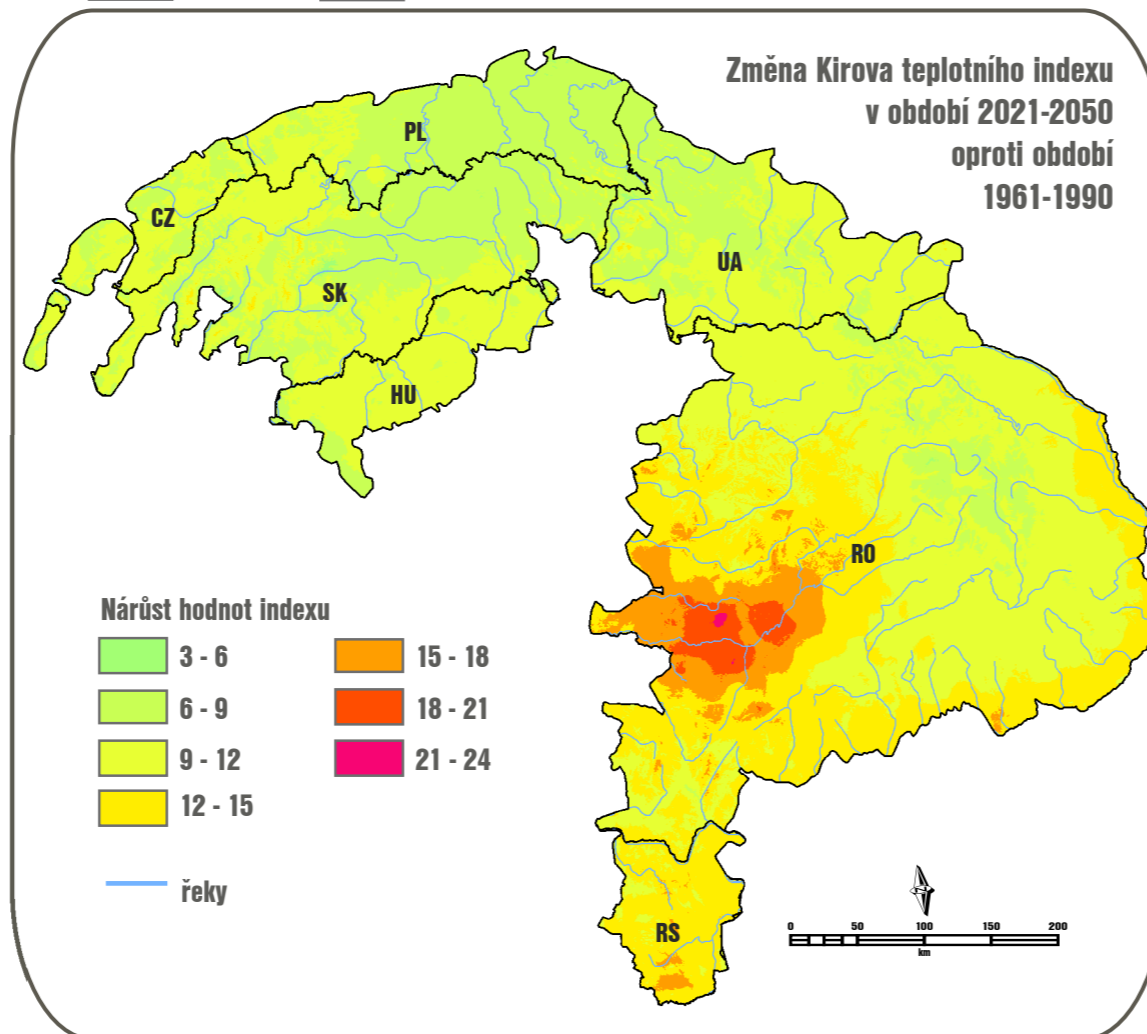 Změna Kirova teplotního indexu
v období 2021-2050
oproti období
1961-1990
PL
CZ
SK
UA
HU
RO
RS
Nárůst hodnot indexu
3 - 6
6 - 9
9 - 12
12 - 15
15 - 18
18 - 21
21 - 24
řeky
0 50 100 150 200
km